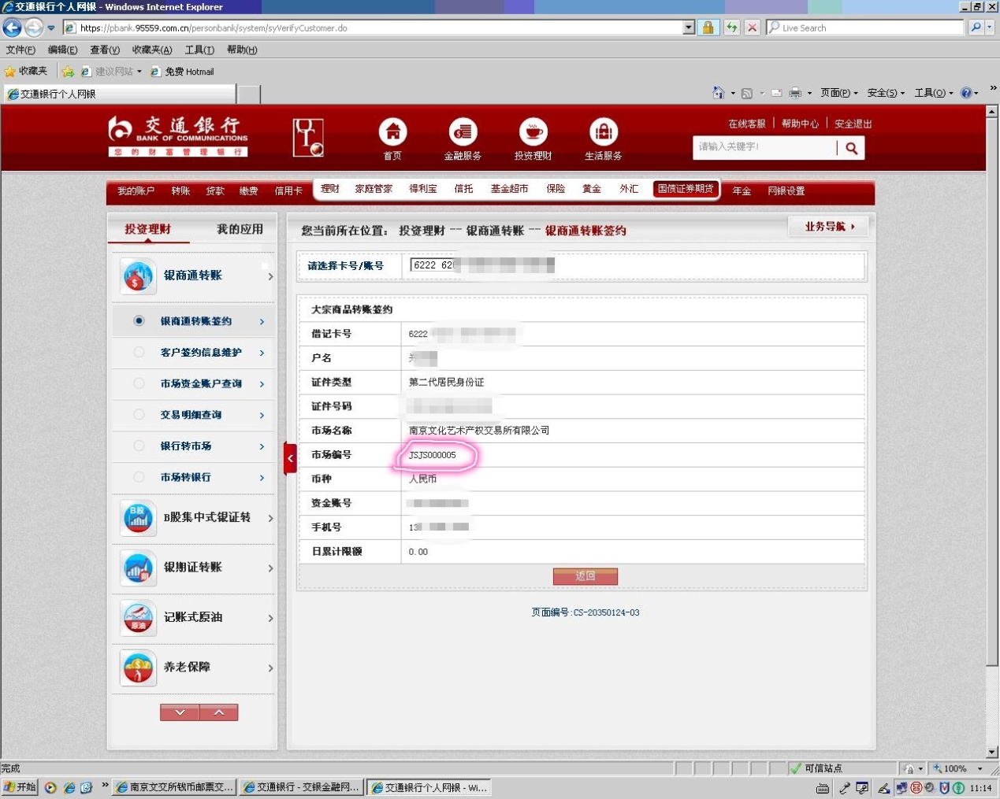 交通银行个人网银 - Windows Internet Explorer
https://pbank.95559.com.cn/personbank/system/syVerifyCustomer.do
Live Search
文件(F) 编辑(E) 查看(V) 收藏夹(A) 工具(T) 帮助(H)
收藏夹 建议网站 免费 Hotmail
交通银行个人网银
页面(P) 安全(S) 工具(O)
交通銀行
BANK OF COMMUNICATIONS
您的财富管理银行
首页 金融服务 投资理财 生活服务
在线客服 帮助中心 安全退出
请输入关键字!
我的账户 转账 贷款 缴费 信用卡 理财 家庭管家 得利宝 信托 基金超市 保险 黄金 外汇 国债证券期货 年金 网银设置
投资理财 我的应用
银商通转账
银商通转账签约
客户签约信息维护
市场资金账户查询
交易明细查询
银行转市场
市场转银行
B股
B股集中式银证转
银期证转账
原油
记账式原油
养老保障
您当前所在位置： 投资理财 -- 银商通转账 -- 银商通转账签约
业务导航
请选择卡号/账号 6222 620
大宗商品转账签约
借记卡号 6222
户名
证件类型 第二代居民身份证
证件号码
市场名称 南京文化艺术产权交易所有限公司
市场编号 JSJS000005
币种 人民币
资金账号
手机号 13
日累计限额 0.00
返回
页面编号:CS-20350124-03
完成
可信站点
100%
开始
南京文交所钱币邮票交...
交通银行 - 交银金融网...
交通银行个人网银 - Wi...
11:14